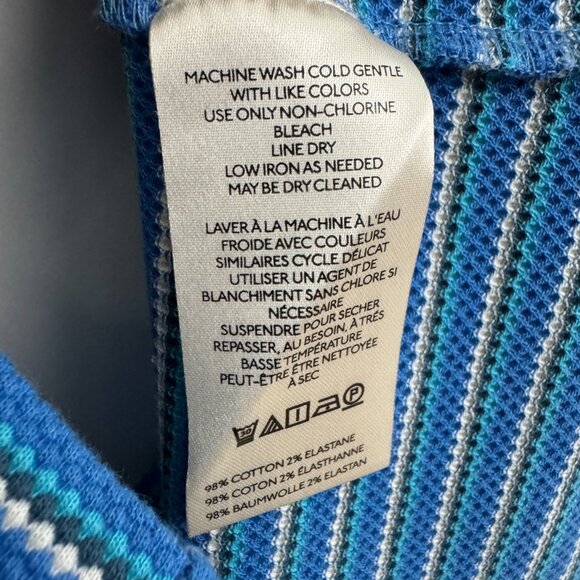 MACHINE WASH COLD GENTLE
WITH LIKE COLORS
USE ONLY NON-CHLORINE
BLEACH
LINE DRY
LOW IRON AS NEEDED
MAY BE DRY CLEANED
LAVER À LA MACHINE À L'EAU
FROIDE AVEC COULEURS
SIMILAIRES CYCLE DÉLICAT
UTILISER UN AGENT DE
BLANCHIMENT SANS CHLORE SI
NÉCESSAIRE
SUSPENDRE POUR SECHER
REPASSER, AU BESOIN, À TRÉS
BASSE TEMPÉRATURE
PEUT-ÊTRE ÊTRE NETTOYÉE
À SEC
30 P
98% COTTON 2% ELASTANE
98% COTON 2% ÉLASTHANNE
98% BAUMWOLLE 2% ELASTAN